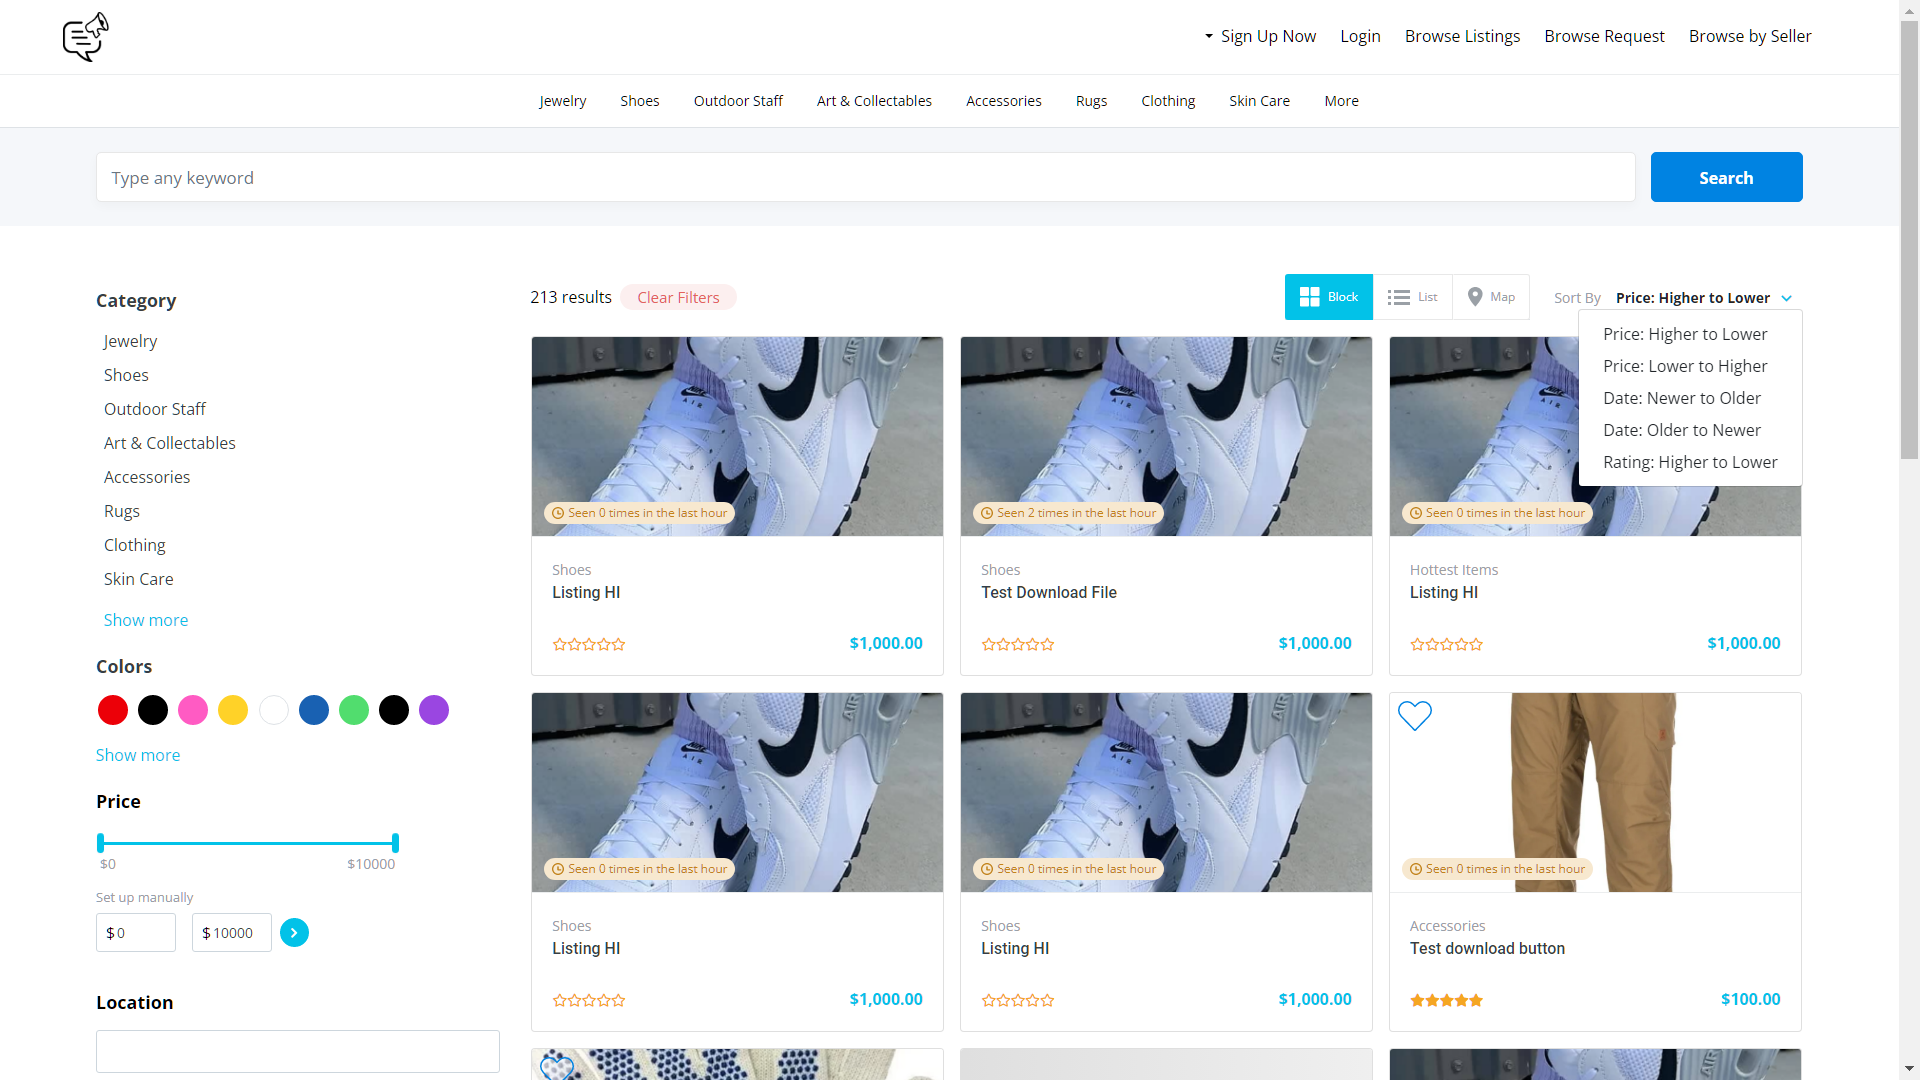 Sign Up Now Login Browse Listings Browse Request Browse by Seller
Jewelry Shoes Outdoor Staff Art & Collectables Accessories Rugs Clothing Skin Care More
Type any keyword
Search
Category
Jewelry
Shoes
Outdoor Staff
Art & Collectables
Accessories
Rugs
Clothing
Skin Care
Show more
Colors
Show more
Price
$0 $10000
Set up manually
$ 0 $ 10000
Location
213 results Clear Filters
Block List Map
Sort By Price: Higher to Lower
Price: Higher to Lower
Price: Lower to Higher
Date: Newer to Older
Date: Older to Newer
Rating: Higher to Lower
AIR
Seen 0 times in the last hour
Shoes
Listing HI
$1,000.00
AIR
Seen 2 times in the last hour
Shoes
Test Download File
$1,000.00
Seen 0 times in the last hour
Hottest Items
Listing HI
$1,000.00
AIR
Seen 0 times in the last hour
Shoes
Listing HI
$1,000.00
AIR
Seen 0 times in the last hour
Shoes
Listing HI
$1,000.00
Seen 0 times in the last hour
Accessories
Test download button
$100.00